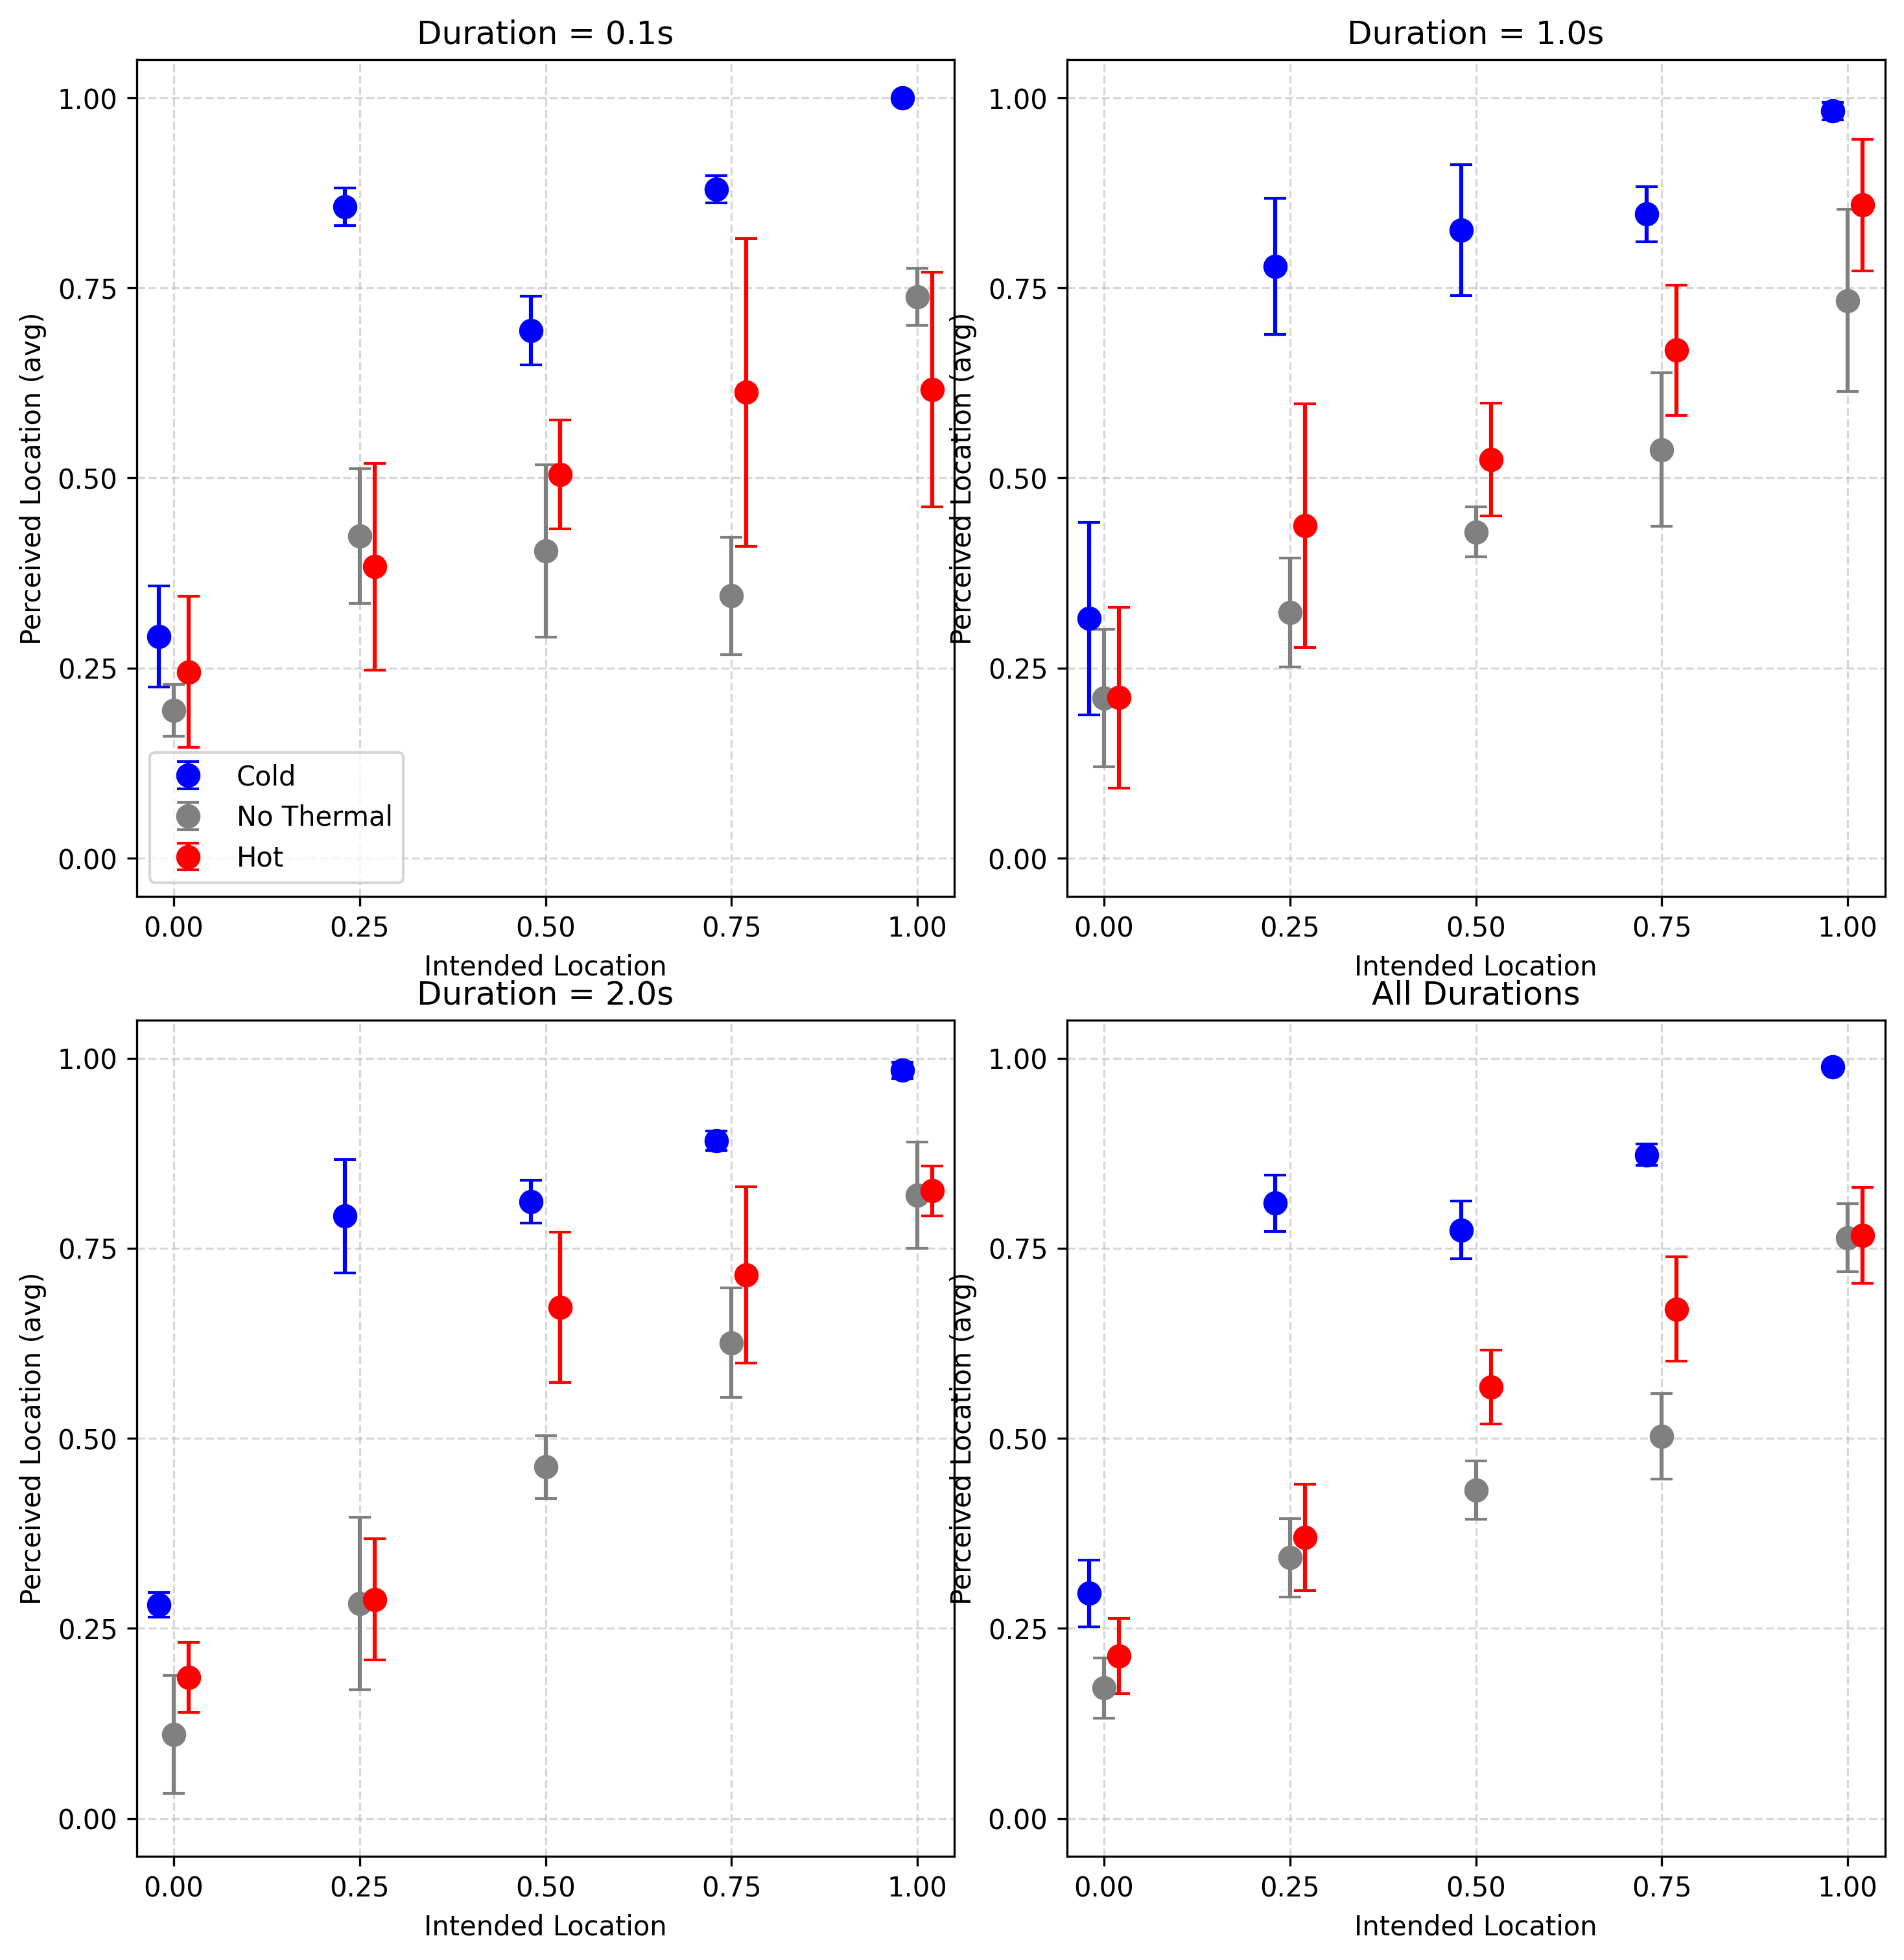 Duration = 0.1s
1.00
0.75
0.50
0.25
0.00
Perceived Location (avg)
Cold
No Thermal
Hot
0.00 0.25 0.50 0.75 1.00
Intended Location
Duration = 1.0s
1.00
0.75
0.50
0.25
0.00
Perceived Location (avg)
0.00 0.25 0.50 0.75 1.00
Intended Location
Duration = 2.0s
1.00
0.75
0.50
0.25
0.00
Perceived Location (avg)
0.00 0.25 0.50 0.75 1.00
Intended Location
All Durations
1.00
0.75
0.50
0.25
0.00
Perceived Location (avg)
0.00 0.25 0.50 0.75 1.00
Intended Location